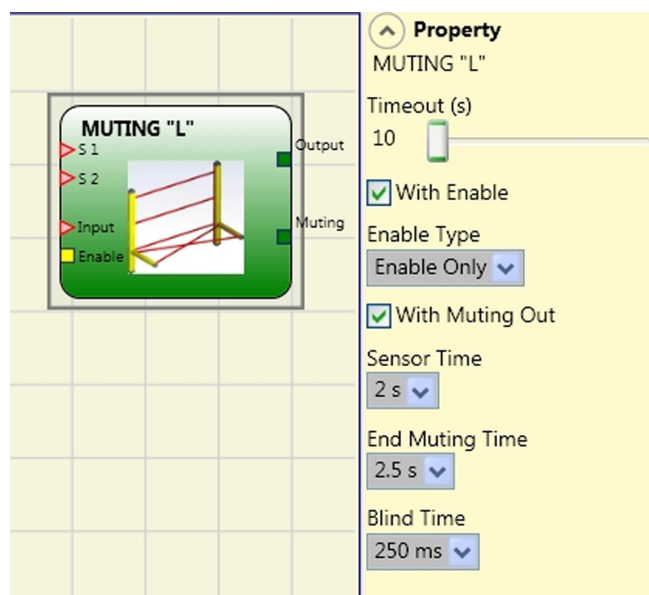 MUTING "L"
S 1
S 2
Input
Enable
Output
Muting
Property
MUTING "L"
Timeout (s)
10
With Enable
Enable Type
Enable Only
With Muting Out
Sensor Time
2 s
End Muting Time
2.5 s
Blind Time
250 ms